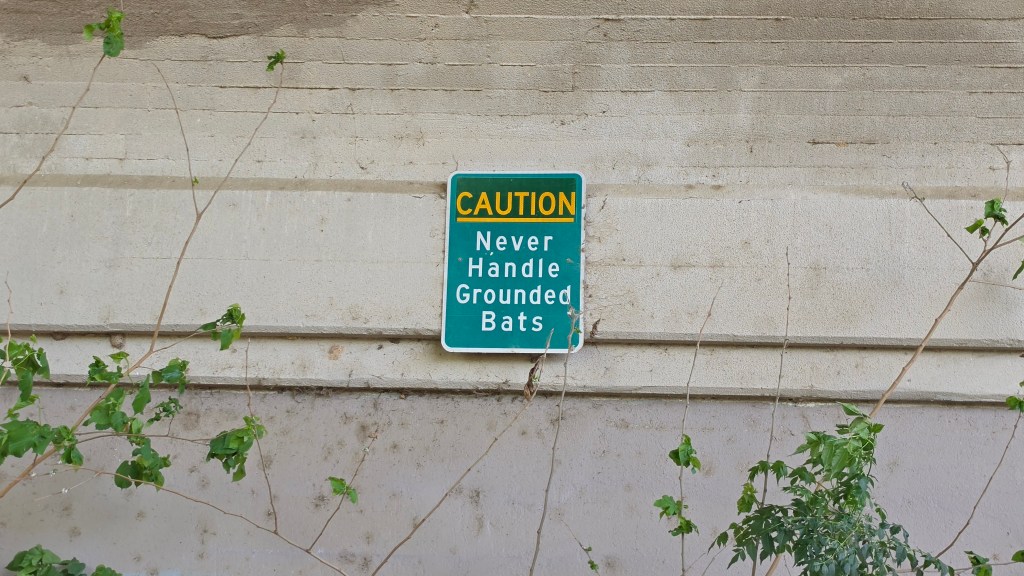 CAUTION
Never
Handle
Grounded
Bats